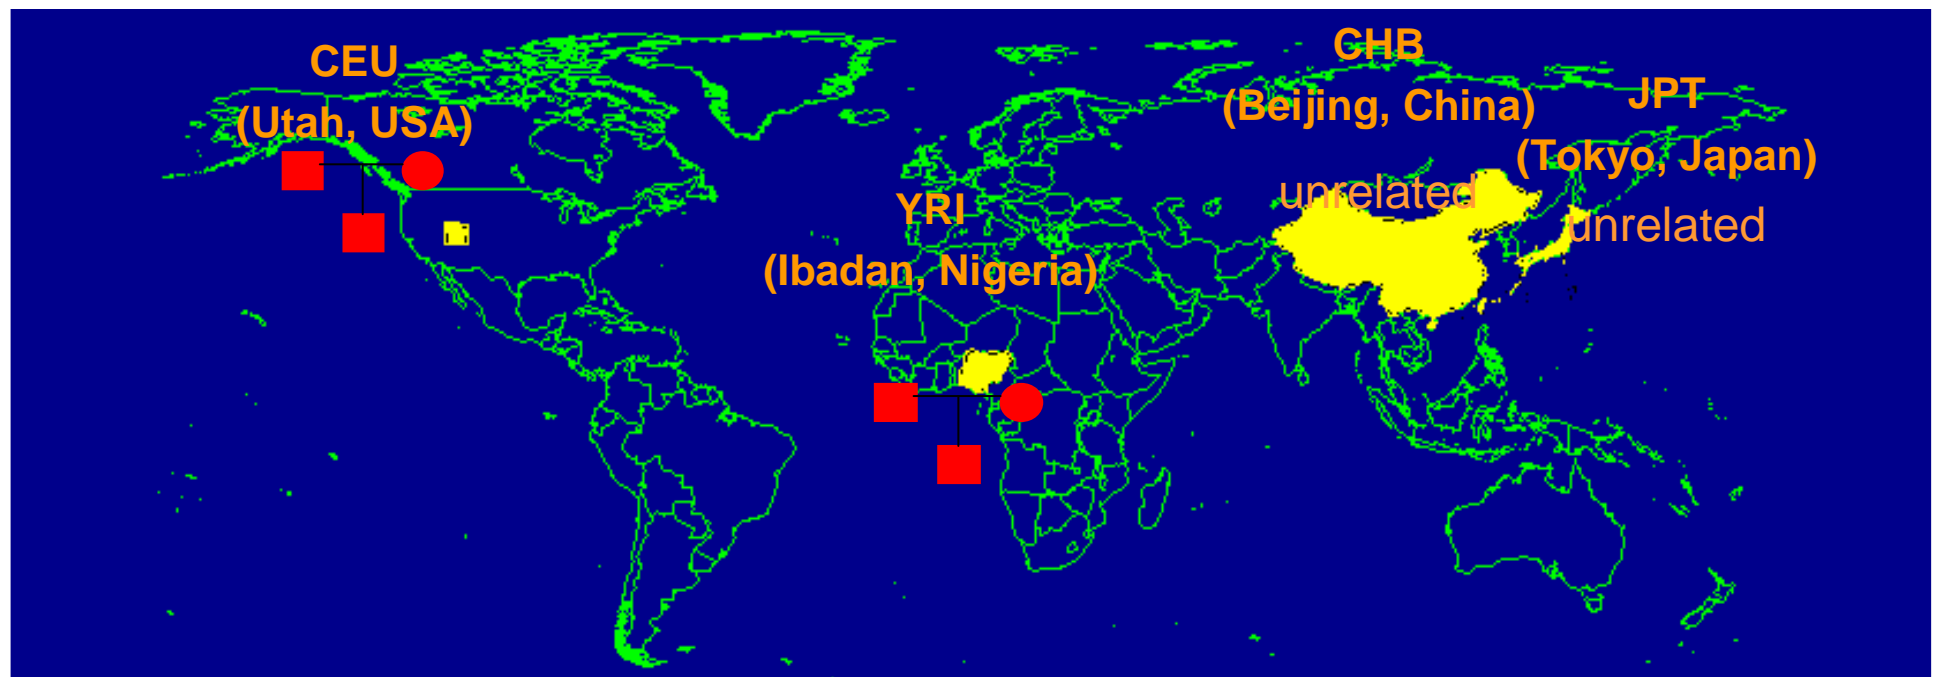 CEU
(Utah, USA)
YRI
(Ibadan, Nigeria)
CHB
(Beijing, China)
unrelated
JPT
(Tokyo, Japan)
unrelated